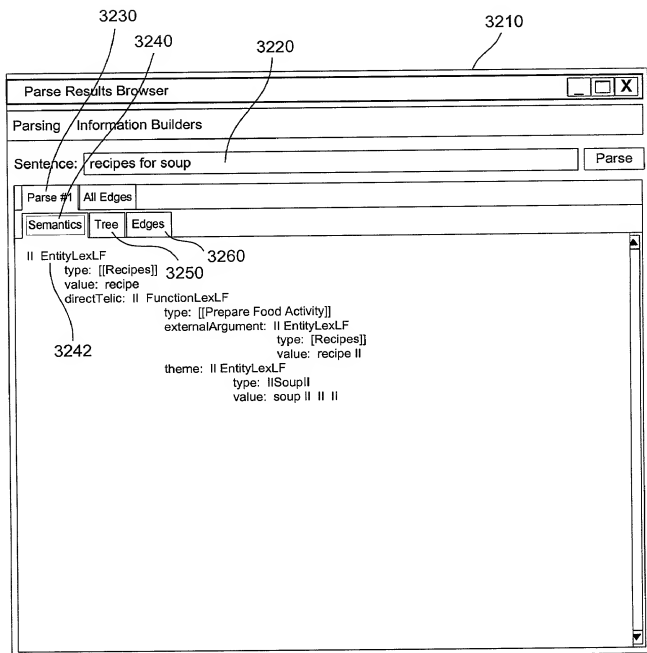 3230
3240
3220
3210
Parse Results Browser
_ X
Parsing Information Builders
Sentence: recipes for soup Parse
Parse #1 All Edges
Semantics Tree Edges
3250
3260
II EntityLexLF
type: [[Recipes]]
value: recipe
directTelic: II FunctionLexLF
3242
type: [[Prepare Food Activity]]
externalArgument: II EntityLexLF
type: [Recipes]]
value: recipe II
theme: II EntityLexLF
type: IISoupII
value: soup II II II